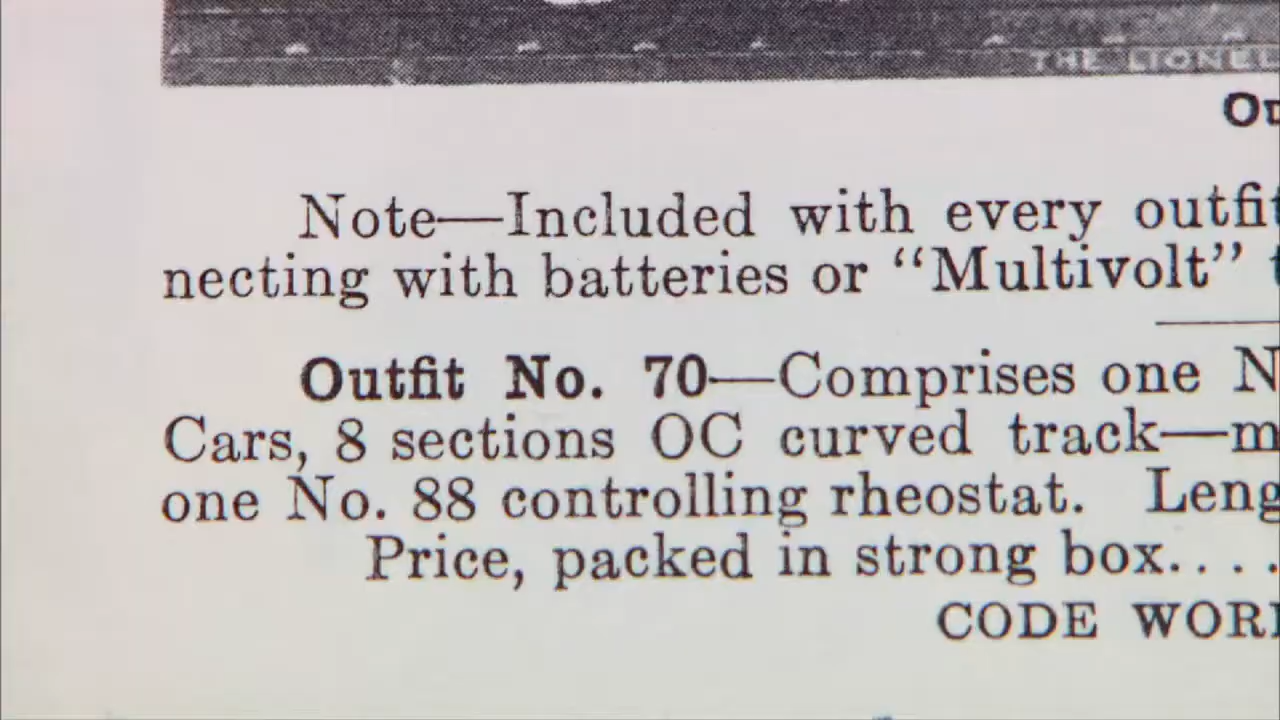 THE LIONEL
Note—Included with every outfit
necting with batteries or “Multivolt”
Outfit No. 70—Comprises one N
Cars, 8 sections OC curved track—m
one No. 88 controlling rheostat. Leng
Price, packed in strong box....
CODE WOR